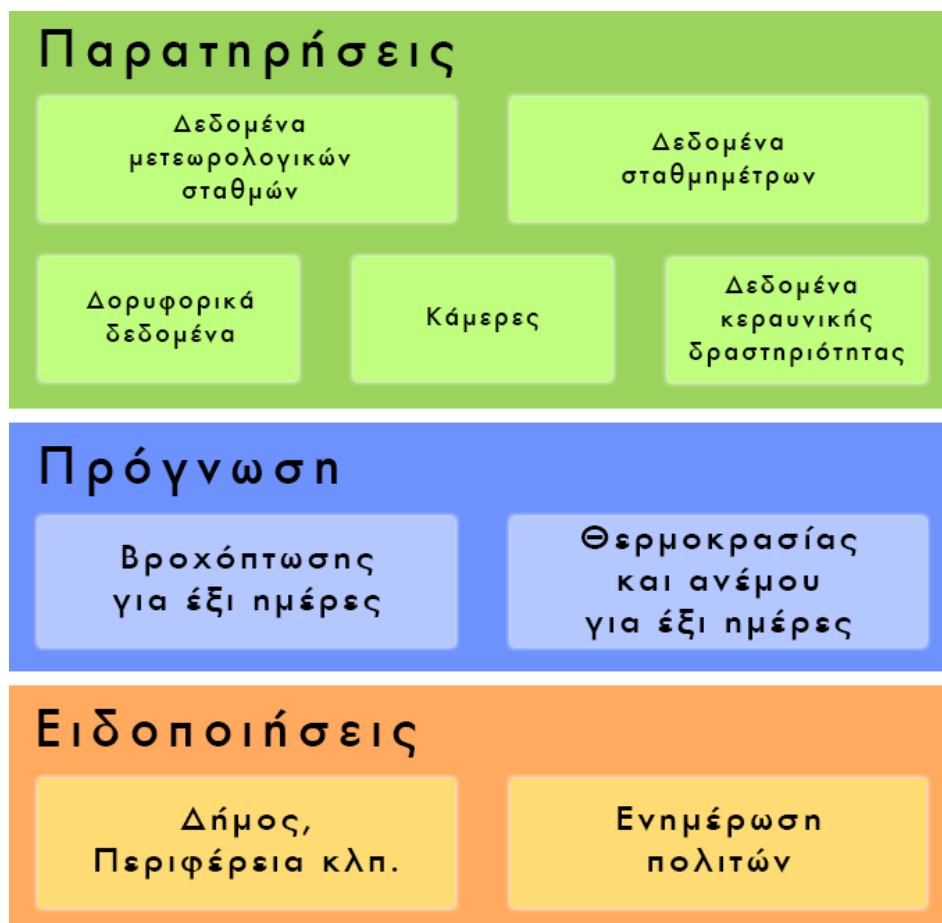 Παρατηρήσεις
Δεδομένα
μετεωρολογικών
σταθμών
Δεδομένα
σταθμημέτρων
Δορυφορικά
δεδομένα
Κάμερες
Δεδομένα
κεραυνικής
δραστηριότητας
Πρόγνωση
Βροχόπτωσης
για έξι ημέρες
Θερμοκρασίας
και ανέμου
για έξι ημέρες
Ειδοποιήσεις
Δήμος,
Περιφέρεια κλπ.
Ενημέρωση
πολιτών